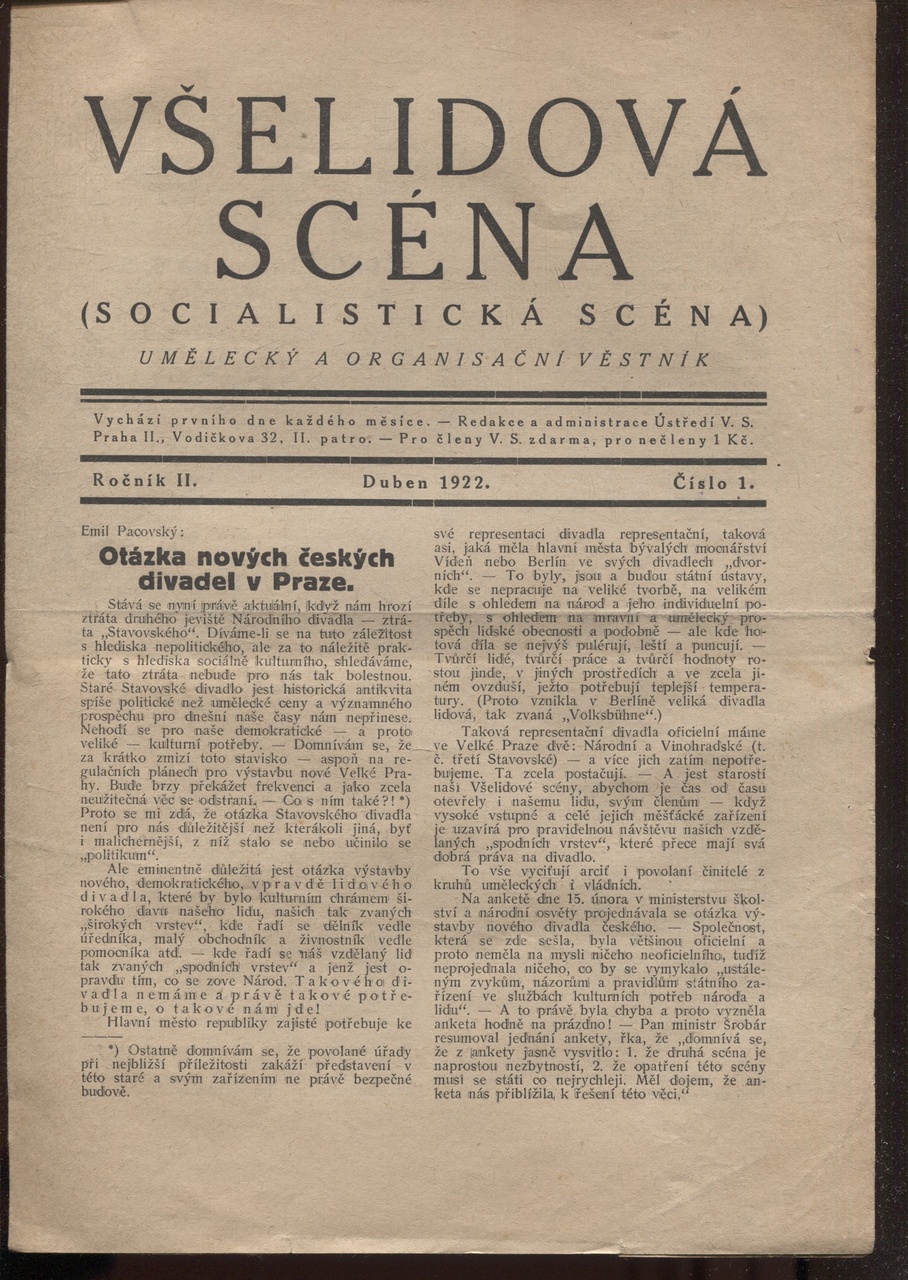 VŠELIDOVÁ
SCÉNA
(SOCIALISTICKÁ SCÉNA)
UMĚLECKÝ A ORGANISAČNÍ VĚSTNÍK
Vychází prvního dne každého měsíce. — Redakce a administrace Ústředí V. S.
Praha II., Vodičkova 32, II. patro. — Pro členy V. S. zdarma, pro nečleny 1 Kč.
Ročník II. Duben 1922. Číslo 1.
Emil Pacovský:
Otázka nových českých
divadel v Praze.
Stává se nyní právě aktuální, když nám hrozí
ztráta druhého jeviště Národního divadla — ztrá-
ta „Stavovského“. Díváme-li se na tuto záležitost
s hlediska nepolitického, ale za to náležitě prak-
ticky s hlediska sociálně kulturního, shledáváme,
že tato ztráta nebude pro nás tak bolestnou.
Staré Stavovské divadlo jest historická antikvita
spíše politické než umělecké ceny a významného
prospěchu pro dnešní naše časy nám nepřinese.
Nehodí se pro naše demokratické — a proto
veliké — kulturní potřeby. — Domnívám se, že
za krátko zmizí toto stavisko — aspoň na re-
gulačních plánech pro výstavbu nové Velké Pra-
hy. Bude brzy překážet frekvenci a jako zcela
neužitečná věc se odstraní. — Co s ním také?! *)
Proto se mi zdá, že otázka Stavovského divadla
není pro nás důležitější než kterákoli jiná, byť
i malichernější, z níž stalo se nebo učinilo se
„politikum“.
Ale eminentně důležitá jest otázka výstavby
nového, demokratického, vpravdě lidového
divadla, které by bylo kulturním chrámem ši-
rokého davu našeho lidu, našich tak zvaných
„širokých vrstev“, kde řadí se dělník vedle
úředníka, malý obchodník a živnostník vedle
pomocníka atd. — kde řadí se náš vzdělaný lid
tak zvaných „spodních vrstev“ a jenž jest o-
pravdu tím, co se zove Národ. Takového di-
vadla nemáme a právě takové potře-
bujeme, o takové nám jde!
Hlavní město republiky zajisté potřebuje ke
*) Ostatně domnívám se, že povolané úřady
při nejbližší příležitosti zakáží představení v
této staré a svým zařízením ne právě bezpečné
budově.
své representaci divadla representační, taková
asi, jaká měla hlavní města bývalých mocnářství
Vídeň nebo Berlín ve svých divadlech „dvor-
ních“. — To byly, jsou a budou státní ústavy,
kde se nepracuje na veliké tvorbě, na velikém
díle s ohledem na národ a jeho individuelní po-
třeby, s ohledem na mravní a umělecký pro-
spěch lidské obecnosti a podobně — ale kde ho-
tová díla se nejvýš pulérují, leští a puncují. —
Tvůrčí lidé, tvůrčí práce a tvůrčí hodnoty ro-
stou jinde, v jiných prostředích a ve zcela ji-
ném ovzduší, ježto potřebují teplejší tempera-
tury. (Proto vznikla v Berlíně veliká divadla
lidová, tak zvaná „Volksbühne“.)
Taková representační divadla oficielní máme
ve Velké Praze dvě: Národní a Vinohradské (t.
č. třetí Stavovské) — a více jich zatím nepotře-
bujeme. Ta zcela postačují. — A jest starostí
naší Všelidové scény, abychom je čas od času
otevřely i našemu lidu, svým členům — když
vysoké vstupné a celé jejich měšťácké zařízení
je uzavírá pro pravidelnou návštěvu našich vzdě-
laných „spodních vrstev“, které přece mají svá
dobrá práva na divadlo.
To vše vyciťují arciť i povolaní činitelé z
kruhů uměleckých i vládních.
Na anketě dne 15. února v ministerstvu škol-
ství a národní osvěty projednávala se otázka vý-
stavby nového divadla českého. — Společnost,
která se zde sešla, byla většinou oficielní a
proto neměla na mysli ničeho neoficielního, tudíž
neprojednala ničeho, co by se vymykalo „ustále-
ným zvykům, názorům a pravidlům státního za-
řízení ve službách kulturních potřeb národa a
lidu“. — A to právě byla chyba a proto vyzněla
anketa hodně na prázdno! — Pan ministr Šrobár
resumoval jednání ankety, řka, že „domnívá se,
že z ankety jasně vysvitlo: 1. že druhá scéna je
naprostou nezbytností, 2. že opatření této scény
musí se státi co nejrychleji. Měl dojem, že an-
keta nás přiblížila k řešení této věci.“